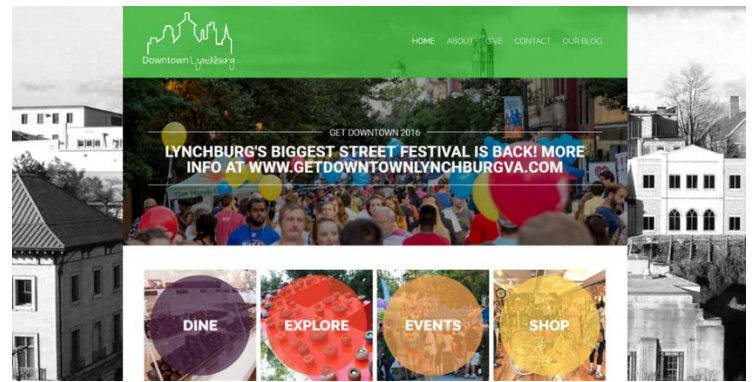 Downtown Lynchburg
HOME ABOUT GIVE CONTACT OUR BLOG
GET DOWNTOWN 2016
LYNCHBURG'S BIGGEST STREET FESTIVAL IS BACK! MORE
INFO AT WWW.GETDOWNTOWNLYNCHBURGVA.COM
DINE
EXPLORE
EVENTS
SHOP